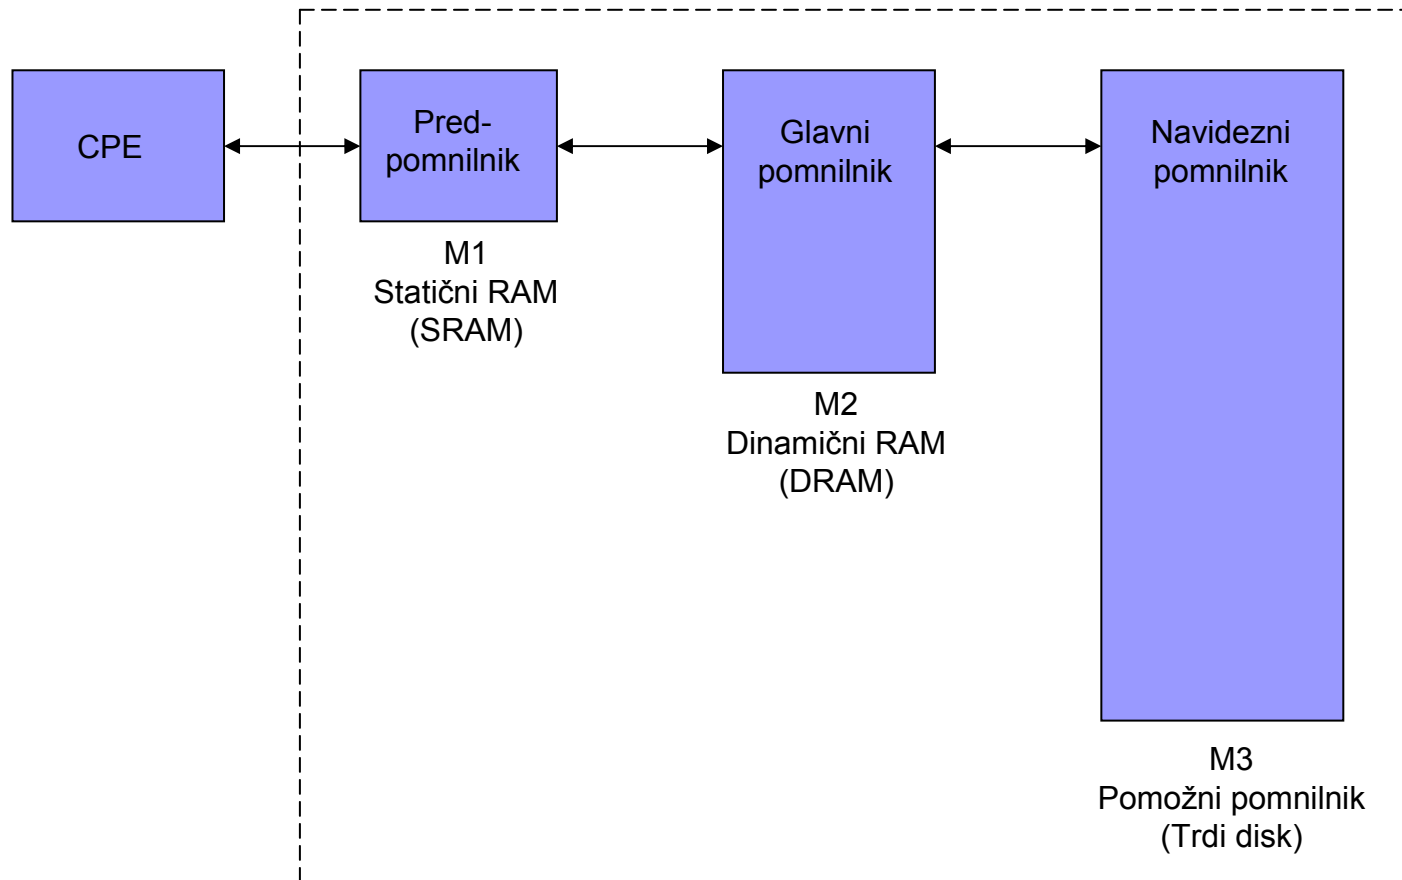 CPE
Pred-
pomnilnik
Glavni
pomnilnik
Navidezni
pomnilnik
M1
Statični RAM
(SRAM)
M2
Dinamični RAM
(DRAM)
M3
Pomožni pomnilnik
(Trdi disk)